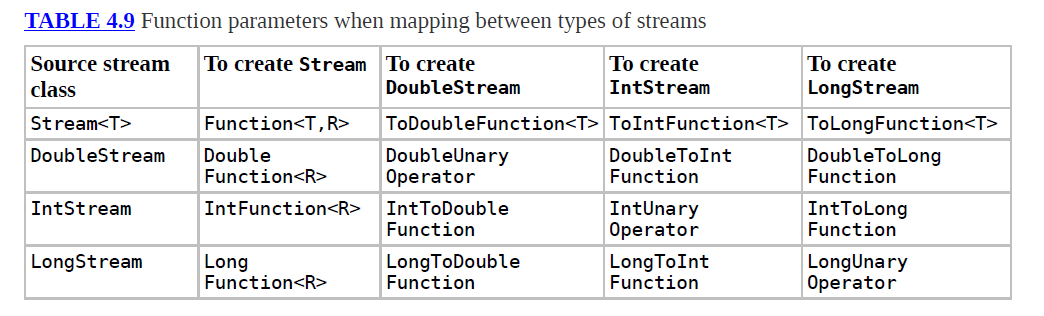 TABLE 4.9 Function parameters when mapping between types of streams
Source stream class | To create Stream | To create DoubleStream | To create IntStream | To create LongStream
Stream<T> | Function<T,R> | ToDoubleFunction<T> | ToIntFunction<T> | ToLongFunction<T>
DoubleStream | Double Function<R> | DoubleUnary Operator | DoubleToInt Function | DoubleToLong Function
IntStream | IntFunction<R> | IntToDouble Function | IntUnary Operator | IntToLong Function
LongStream | Long Function<R> | LongToDouble Function | LongToInt Function | LongUnary Operator